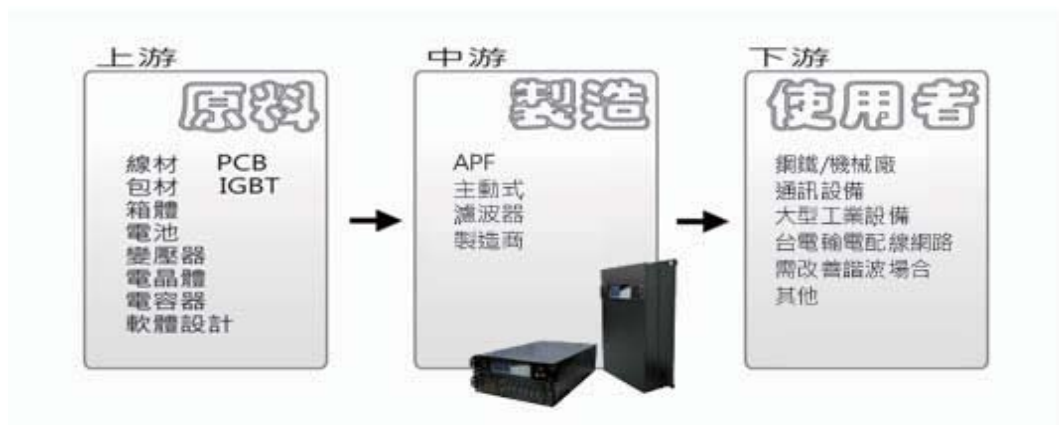 上游
原料
線材 PCB
包材 IGBT
箱體
電池
變壓器
電晶體
電容器
軟體設計
中游
製造
APF
主動式
濾波器
製造商
下游
使用者
鋼鐵/機械廠
通訊設備
大型工業設備
台電輸電配線網路
需改善諧波場合
其他